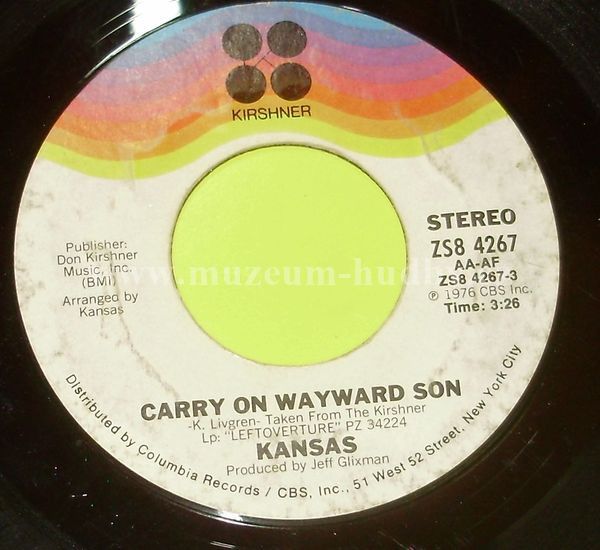 KIRSHNER
STEREO
ZS8 4267
AA-AF
ZS8 4267-3
℗ 1976 CBS Inc.
Time: 3:26
Publisher:
Don Kirshner
Music, Inc.
(BMI)
Arranged by
Kansas
www.muzeum-hudb
CARRY ON WAYWARD SON
-K. Livgren- Taken From The Kirshner
Lp: "LEFTOVERTURE" PZ 34224
KANSAS
Produced by Jeff Glixman
Distributed by Columbia Records / CBS, Inc., 51 West 52 Street, New York City